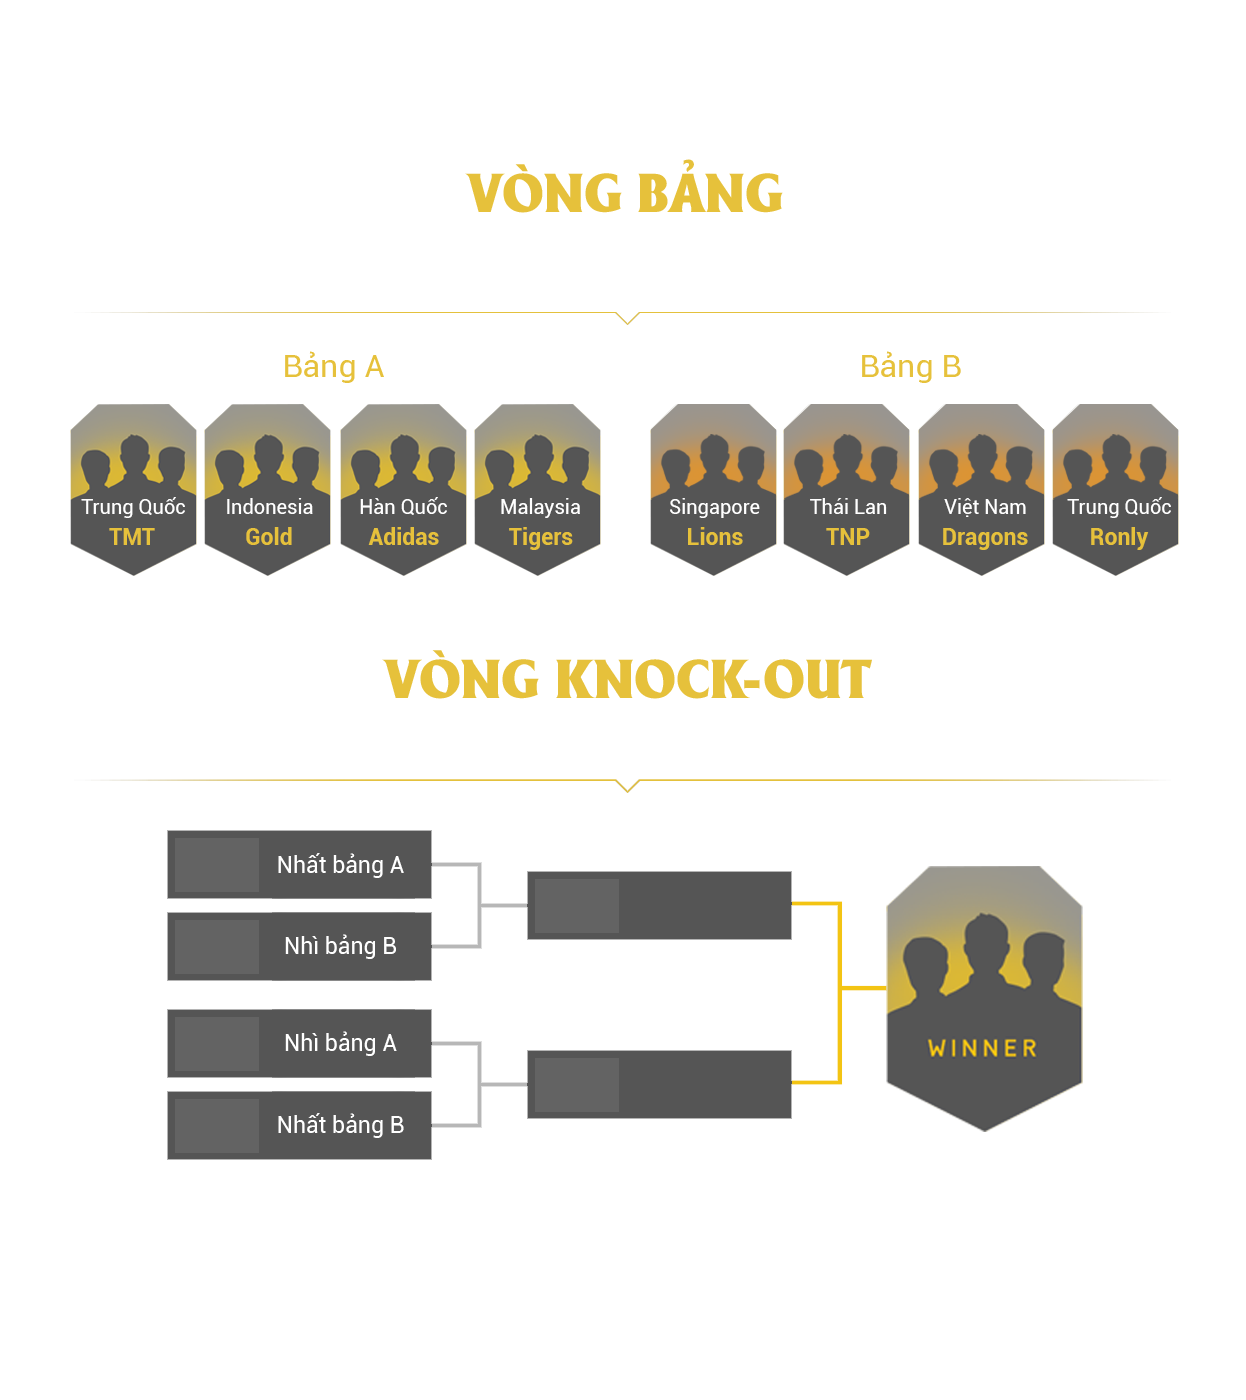 VÒNG BẢNG
Bảng A
Bảng B
Trung Quốc
TMT
Indonesia
Gold
Hàn Quốc
Adidas
Malaysia
Tigers
Singapore
Lions
Thái Lan
TNP
Việt Nam
Dragons
Trung Quốc
Ronly
VÒNG KNOCK-OUT
Nhất bảng A
Nhì bảng B
Nhì bảng A
Nhất bảng B
WINNER